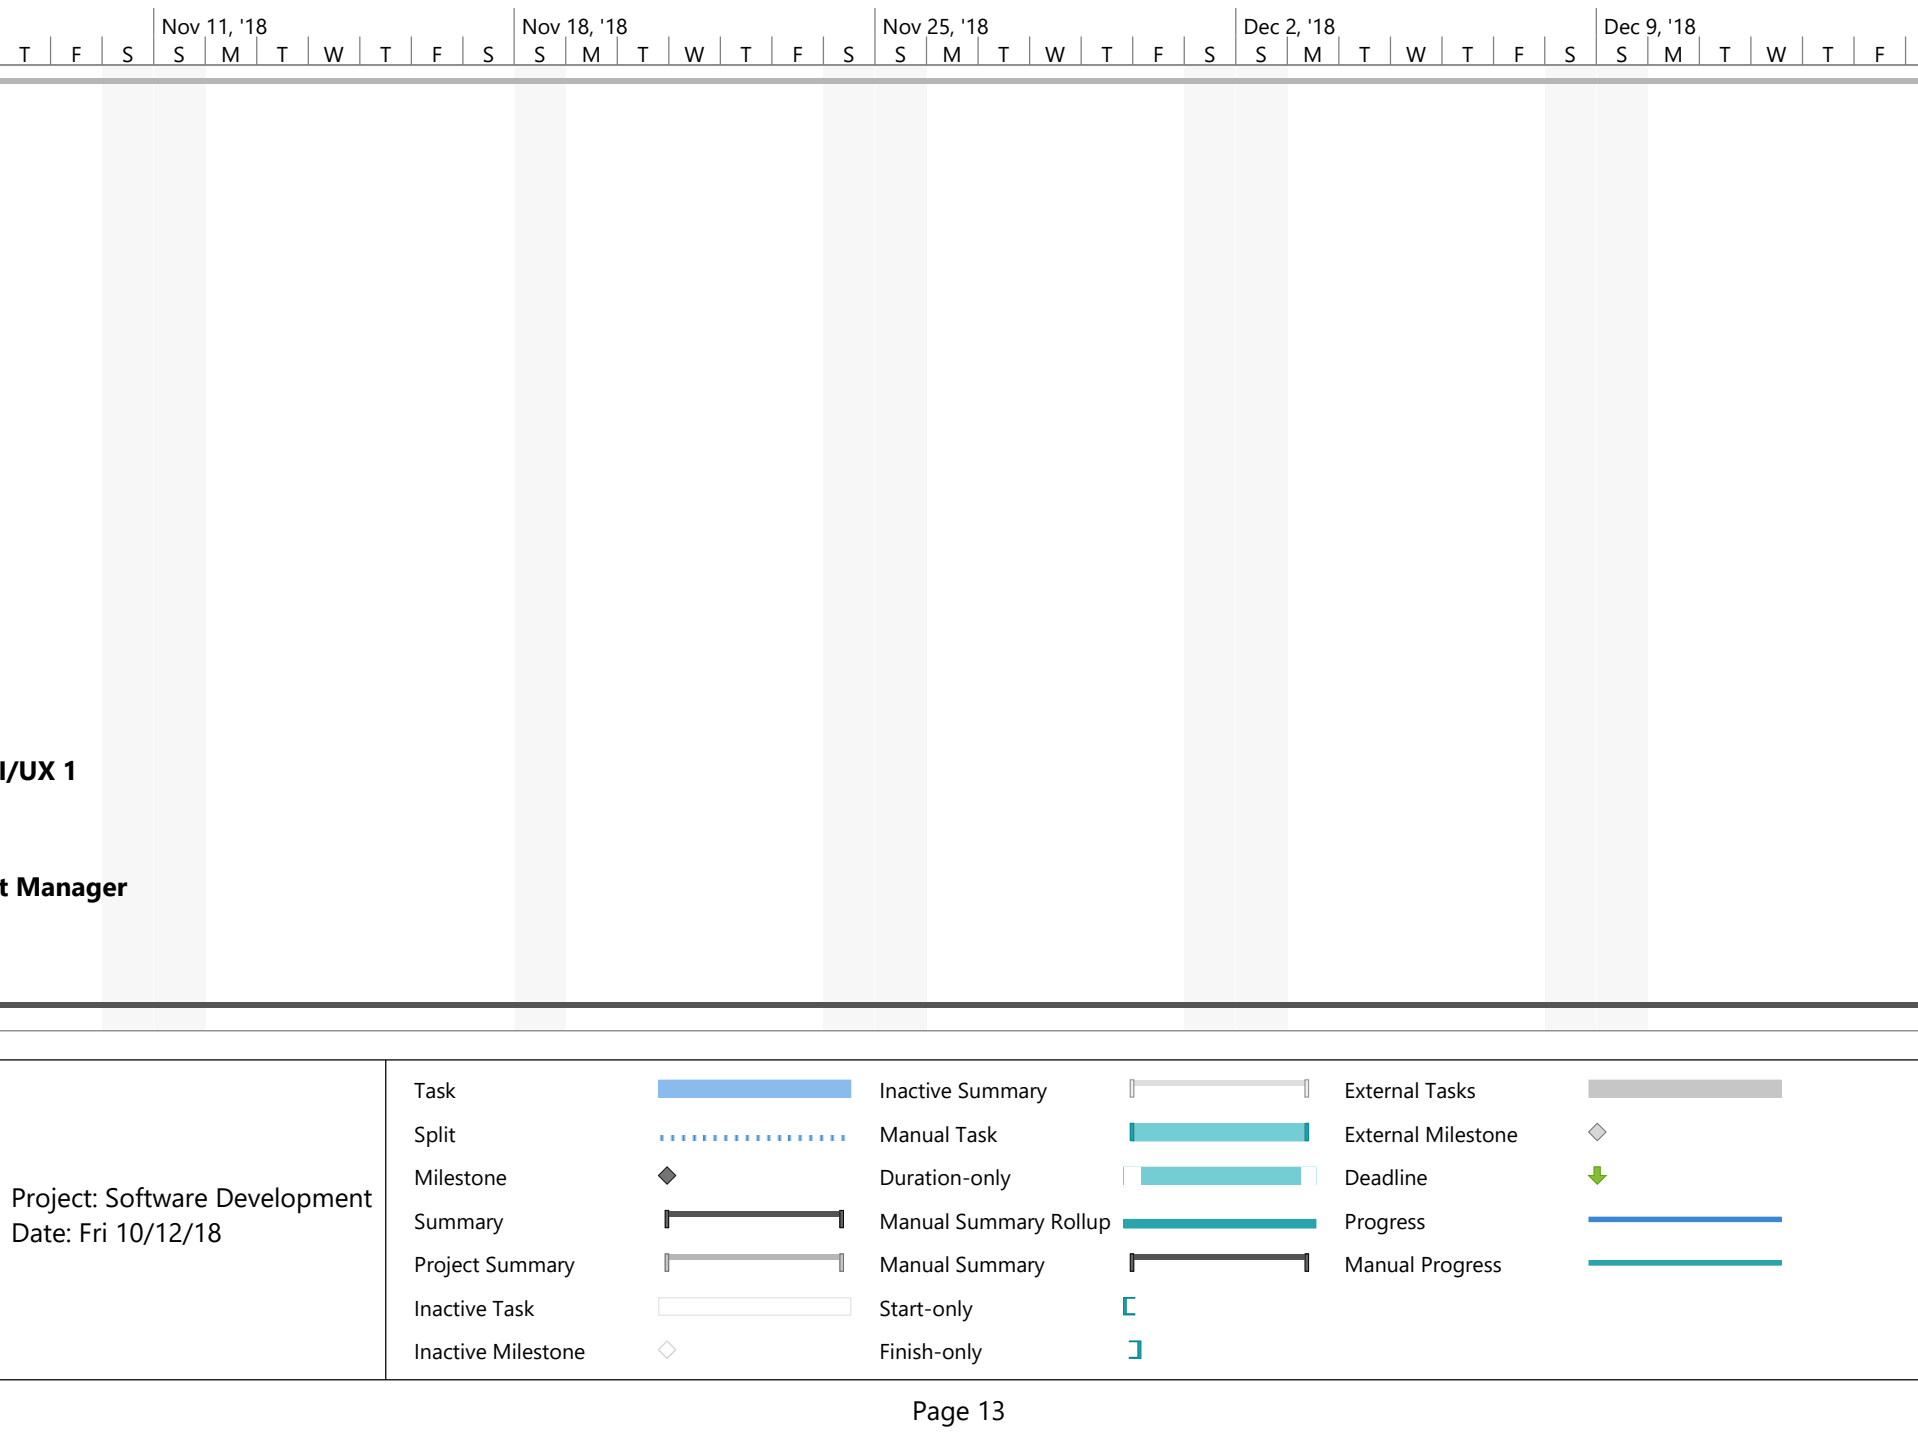 Nov 11, '18 Nov 18, '18 Nov 25, '18 Dec 2, '18 Dec 9, '18
T F S S M T W T F S S M T W T F S S M T W T F S S M T W T F S S M T W T F
I/UX 1
t Manager
Project: Software Development
Date: Fri 10/12/18
Task
Split
Milestone
Summary
Project Summary
Inactive Task
Inactive Milestone
Inactive Summary
Manual Task
Duration-only
Manual Summary Rollup
Manual Summary
Start-only
Finish-only
External Tasks
External Milestone
Deadline
Progress
Manual Progress
Page 13